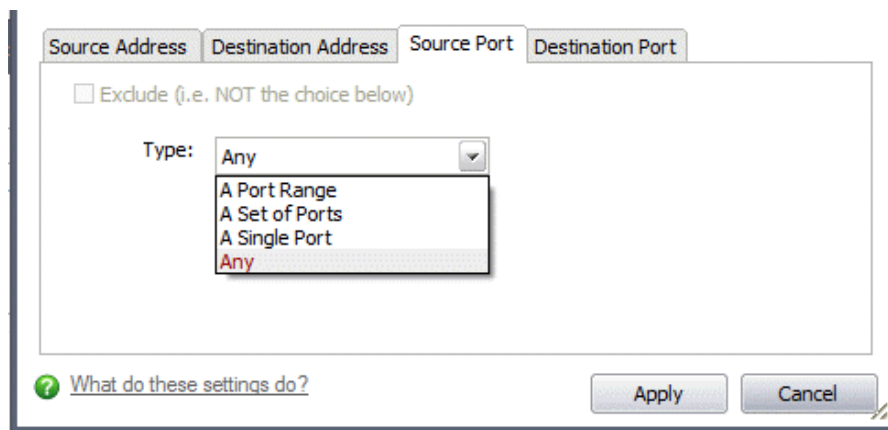 Source Address Destination Address Source Port Destination Port
Exclude (i.e. NOT the choice below)
Type: Any
A Port Range
A Set of Ports
A Single Port
Any
What do these settings do? Apply Cancel